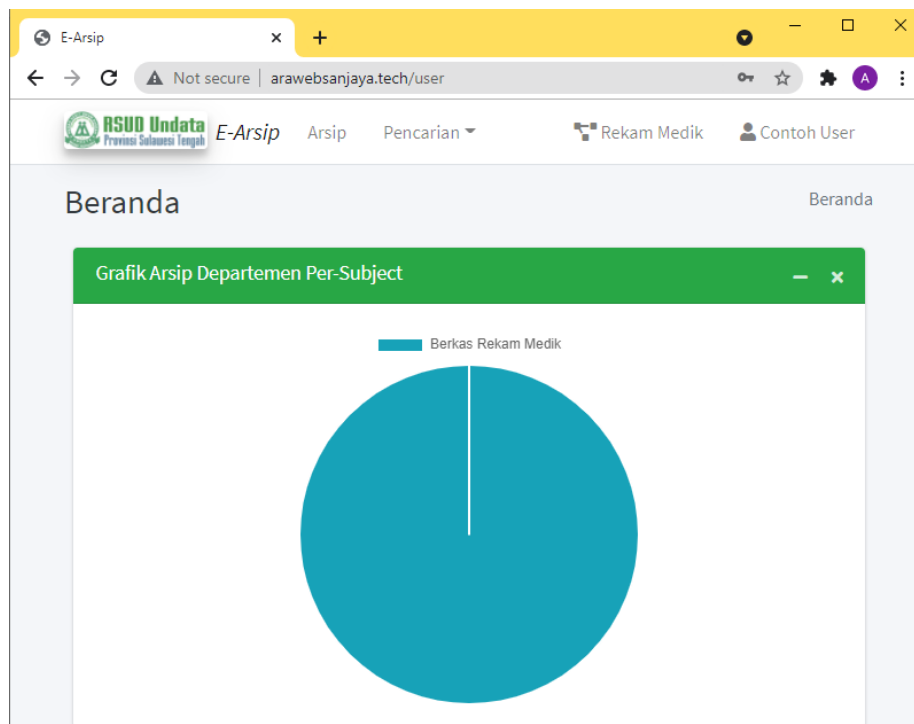 E-Arsip
Not secure | arawebsanjaya.tech/user
A
RSUD Undata
Provinsi Sulawesi Tengah
E-Arsip Arsip Pencarian Rekam Medik Contoh User
Beranda Beranda
Grafik Arsip Departemen Per-Subject
Berkas Rekam Medik